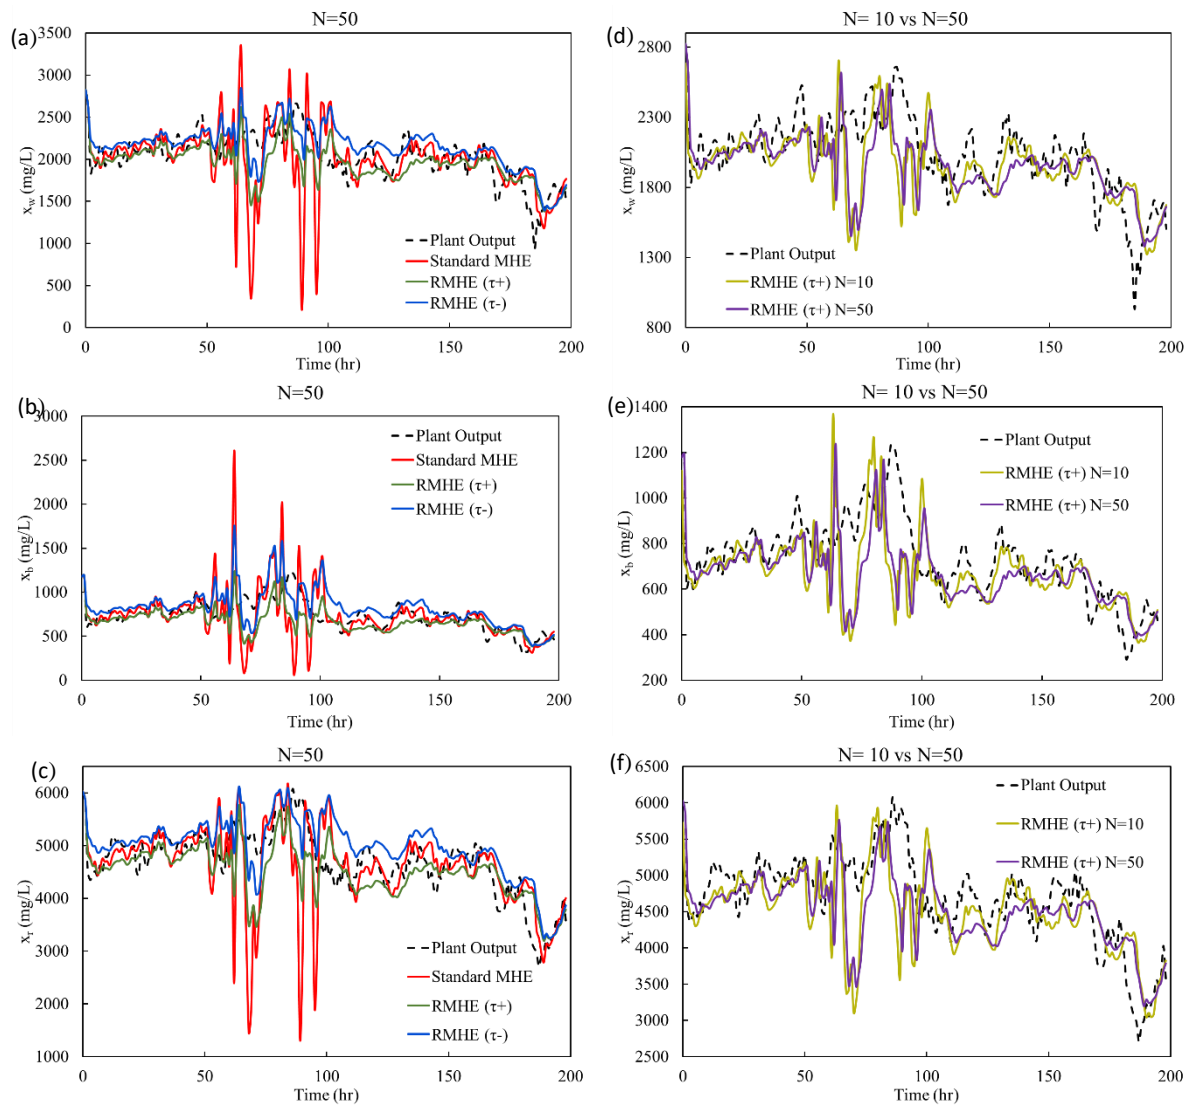 (a)
N=50
3500
3000
2500
2000
1500
1000
500
0
x_w (mg/L)
Plant Output
Standard MHE
RMHE (τ+)
RMHE (τ-)
0
50
100
150
200
Time (hr)
(d)
N= 10 vs N=50
2800
2300
1800
1300
800
x_w (mg/L)
Plant Output
RMHE (τ+) N=10
RMHE (τ+) N=50
0
50
100
150
200
Time (hr)
(b)
N=50
3000
2500
2000
1500
1000
500
0
x_b (mg/L)
Plant Output
Standard MHE
RMHE (τ+)
RMHE (τ-)
0
50
100
150
200
Time (hr)
(e)
N= 10 vs N=50
1400
1200
1000
800
600
400
200
x_b (mg/L)
Plant Output
RMHE (τ+) N=10
RMHE (τ+) N=50
0
50
100
150
200
Time (hr)
(c)
N=50
6000
5000
4000
3000
2000
1000
x_r (mg/L)
Plant Output
Standard MHE
RMHE (τ+)
RMHE (τ-)
0
50
100
150
200
Time (hr)
(f)
N= 10 vs N=50
6500
6000
5500
5000
4500
4000
3500
3000
2500
x_r (mg/L)
Plant Output
RMHE (τ+) N=10
RMHE (τ+) N=50
0
50
100
150
200
Time (hr)